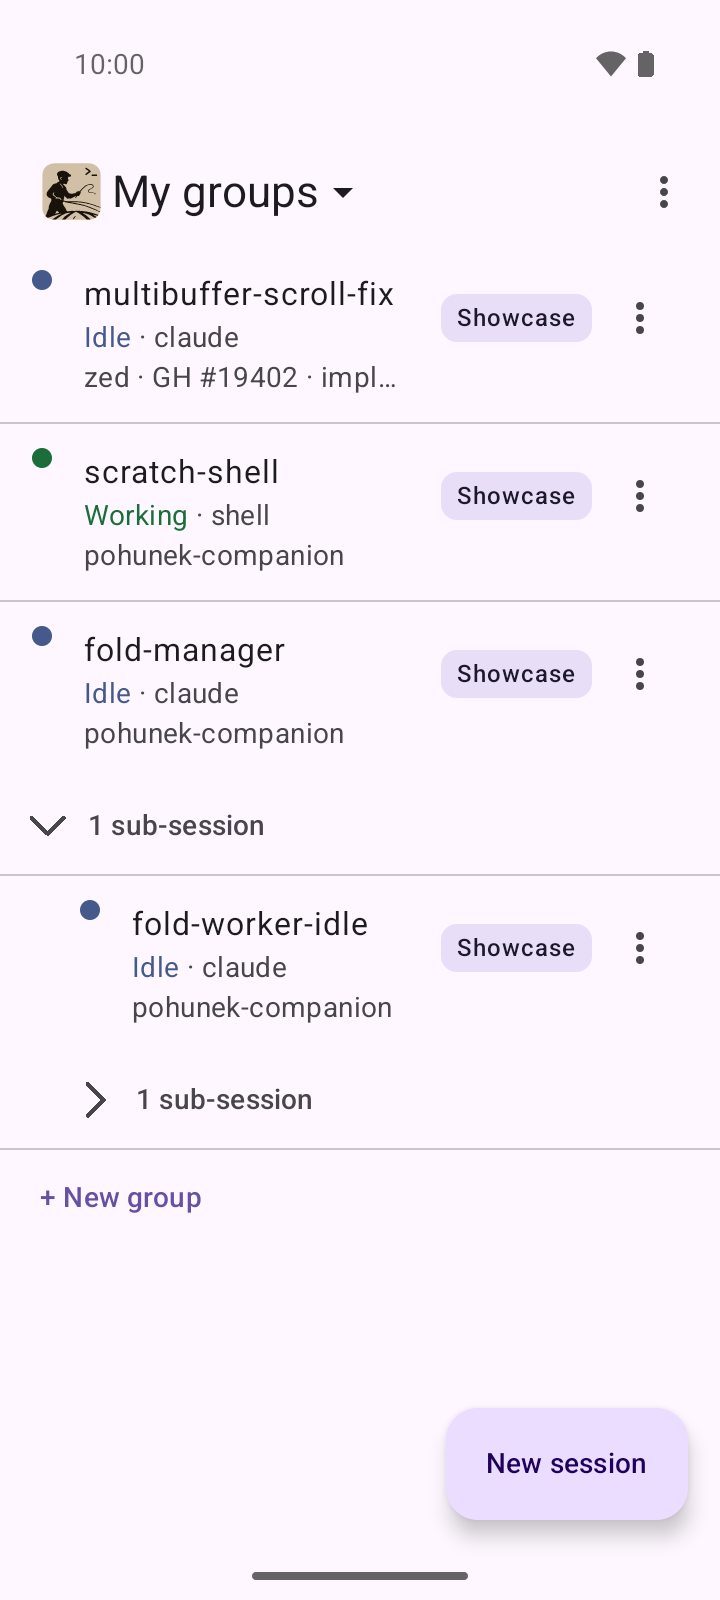 10:00
My groups
multibuffer-scroll-fix
Idle · claude
zed · GH #19402 · impl…
Showcase
scratch-shell
Working · shell
pohunek-companion
Showcase
fold-manager
Idle · claude
pohunek-companion
Showcase
1 sub-session
fold-worker-idle
Idle · claude
pohunek-companion
Showcase
1 sub-session
+ New group
New session